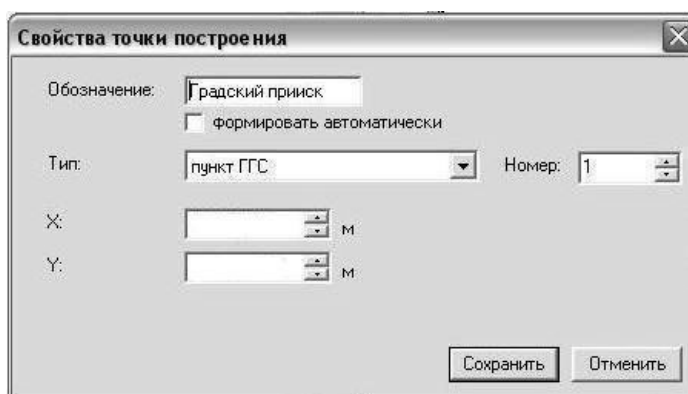 Свойства точки построения
Обозначение: Градский прииск
формировать автоматически
Тип: пункт ГГС Номер: 1
X: м
Y: м
Сохранить Отменить